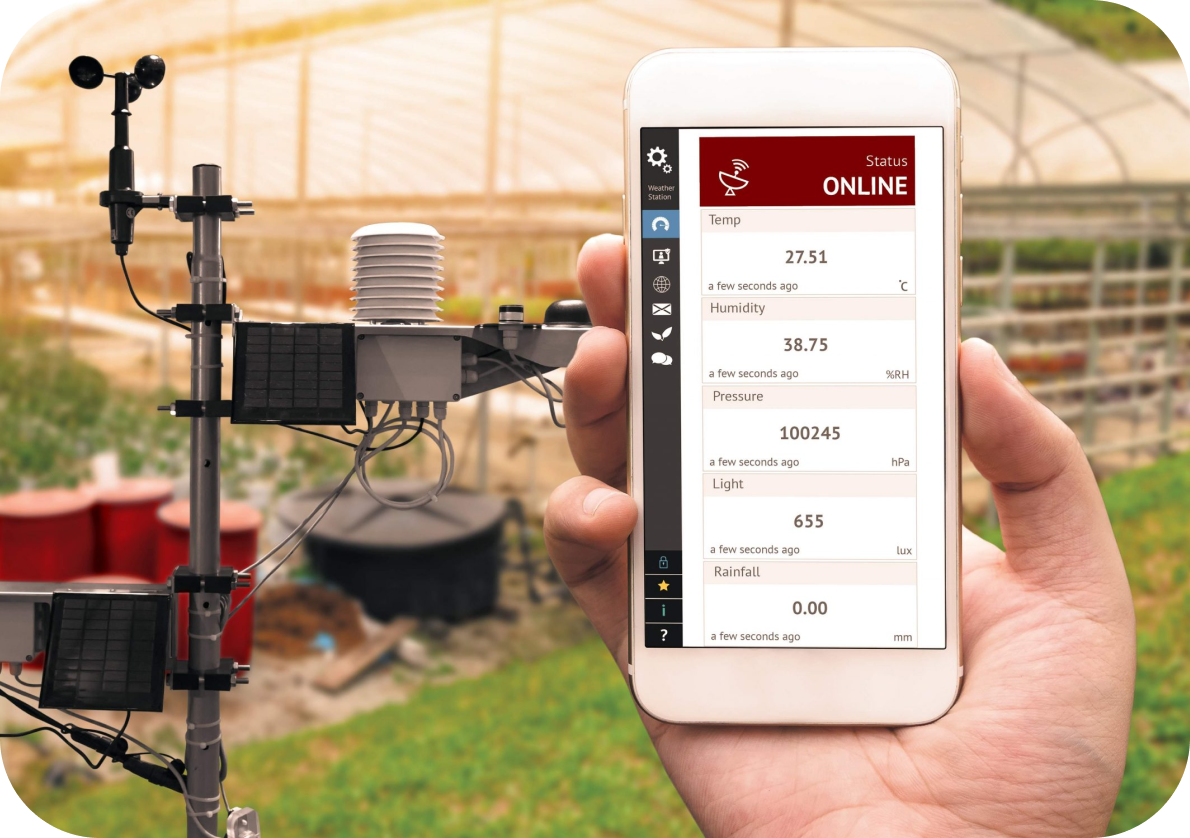 Weather
Station
Status
ONLINE
Temp
27.51
a few seconds ago
°C
Humidity
38.75
a few seconds ago
%RH
Pressure
100245
a few seconds ago
hPa
Light
655
a few seconds ago
lux
Rainfall
0.00
a few seconds ago
mm
i
?